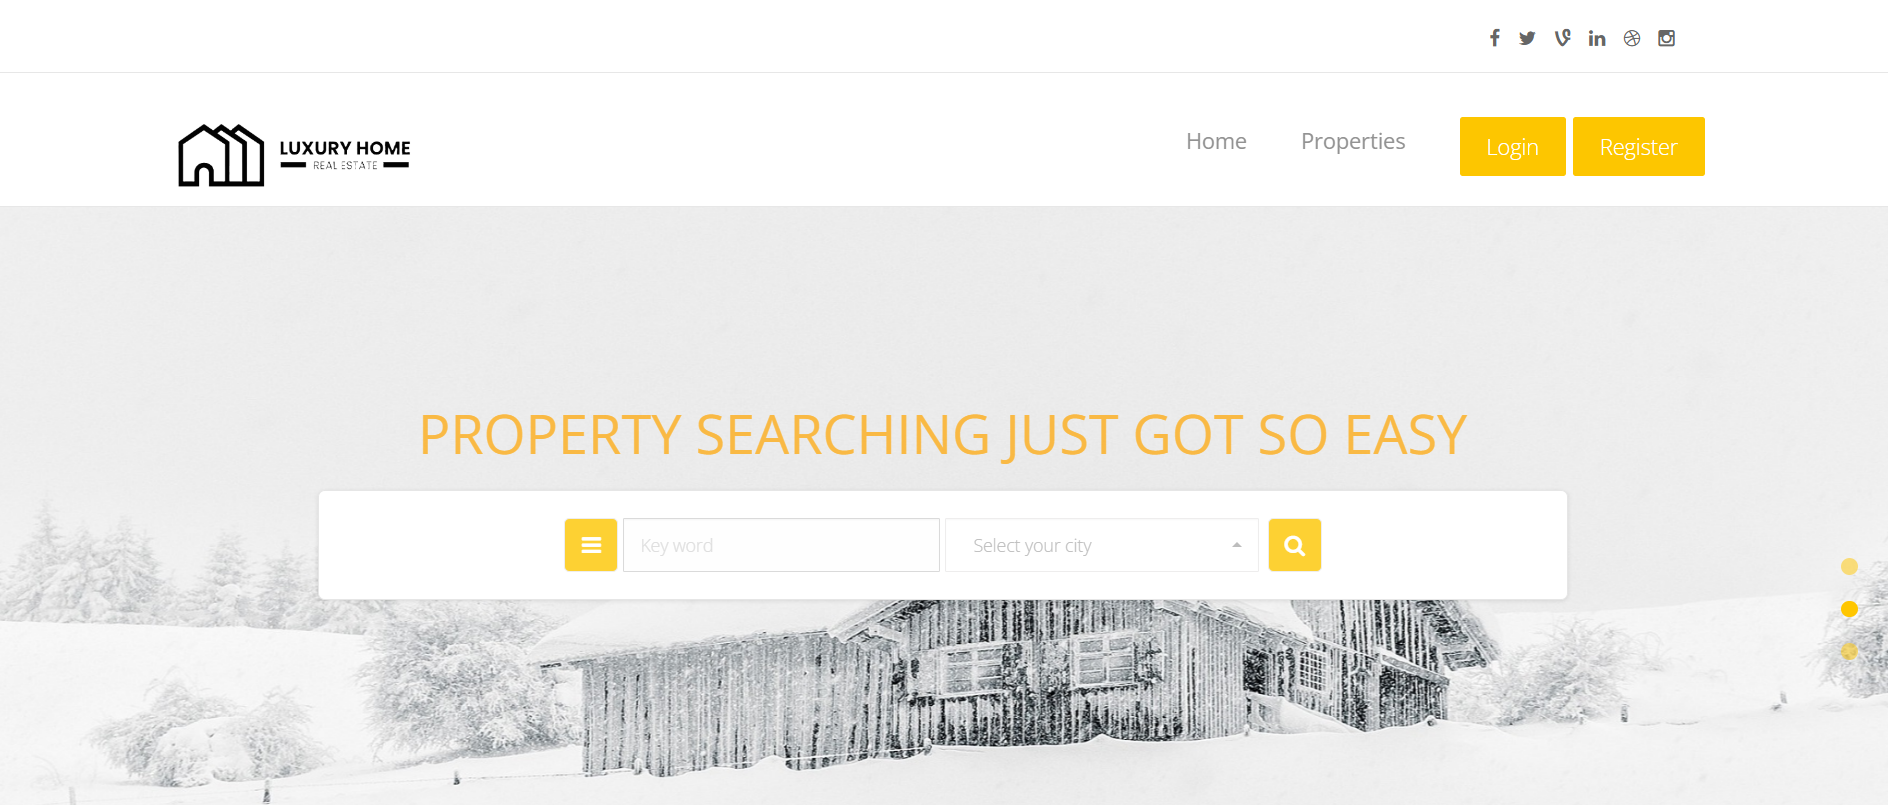 LUXURY HOME
REAL ESTATE
Home
Properties
Login
Register
PROPERTY SEARCHING JUST GOT SO EASY
Key word
Select your city